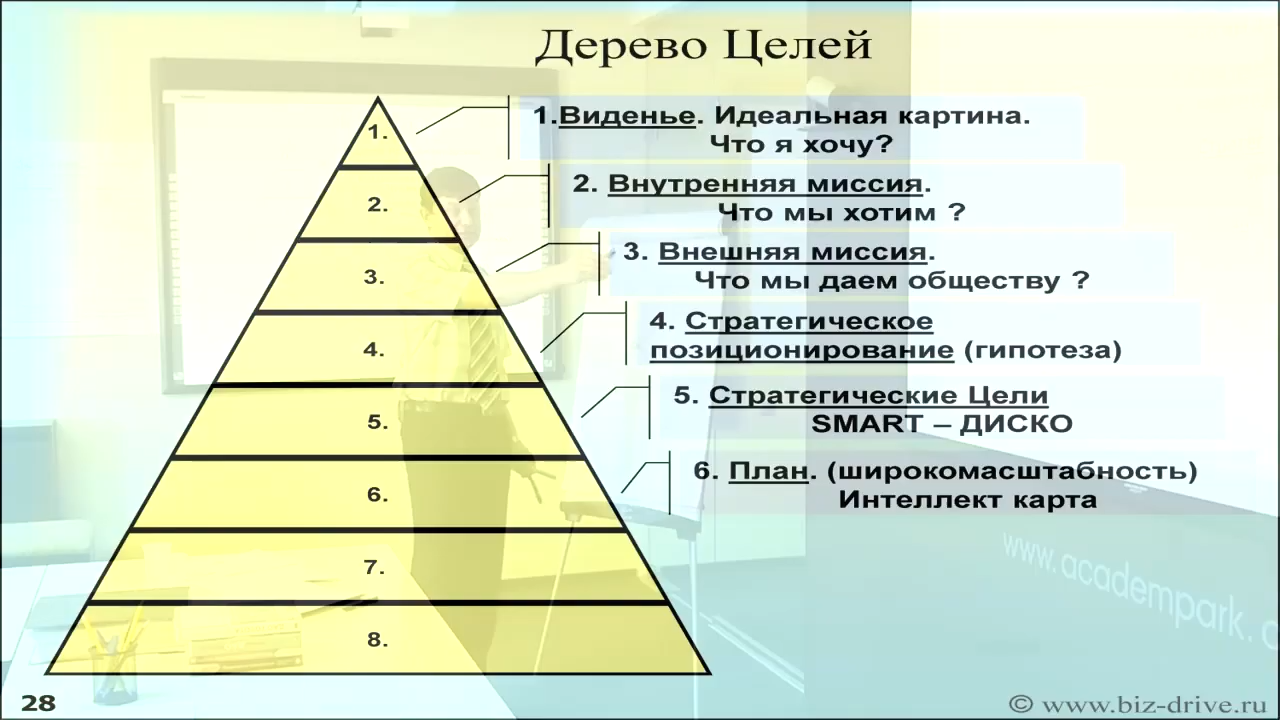 Дерево Целей
1.
1.Виденье. Идеальная картина.
Что я хочу?
2.
2. Внутренняя миссия.
Что мы хотим ?
3.
3. Внешняя миссия.
Что мы даем обществу ?
4.
4. Стратегическое
позиционирование (гипотеза)
5.
5. Стратегические Цели
SMART – ДИСКО
6.
6. План. (широкомасштабность)
Интеллект карта
7.
8.
www.academpark.
28
© www.biz-drive.ru